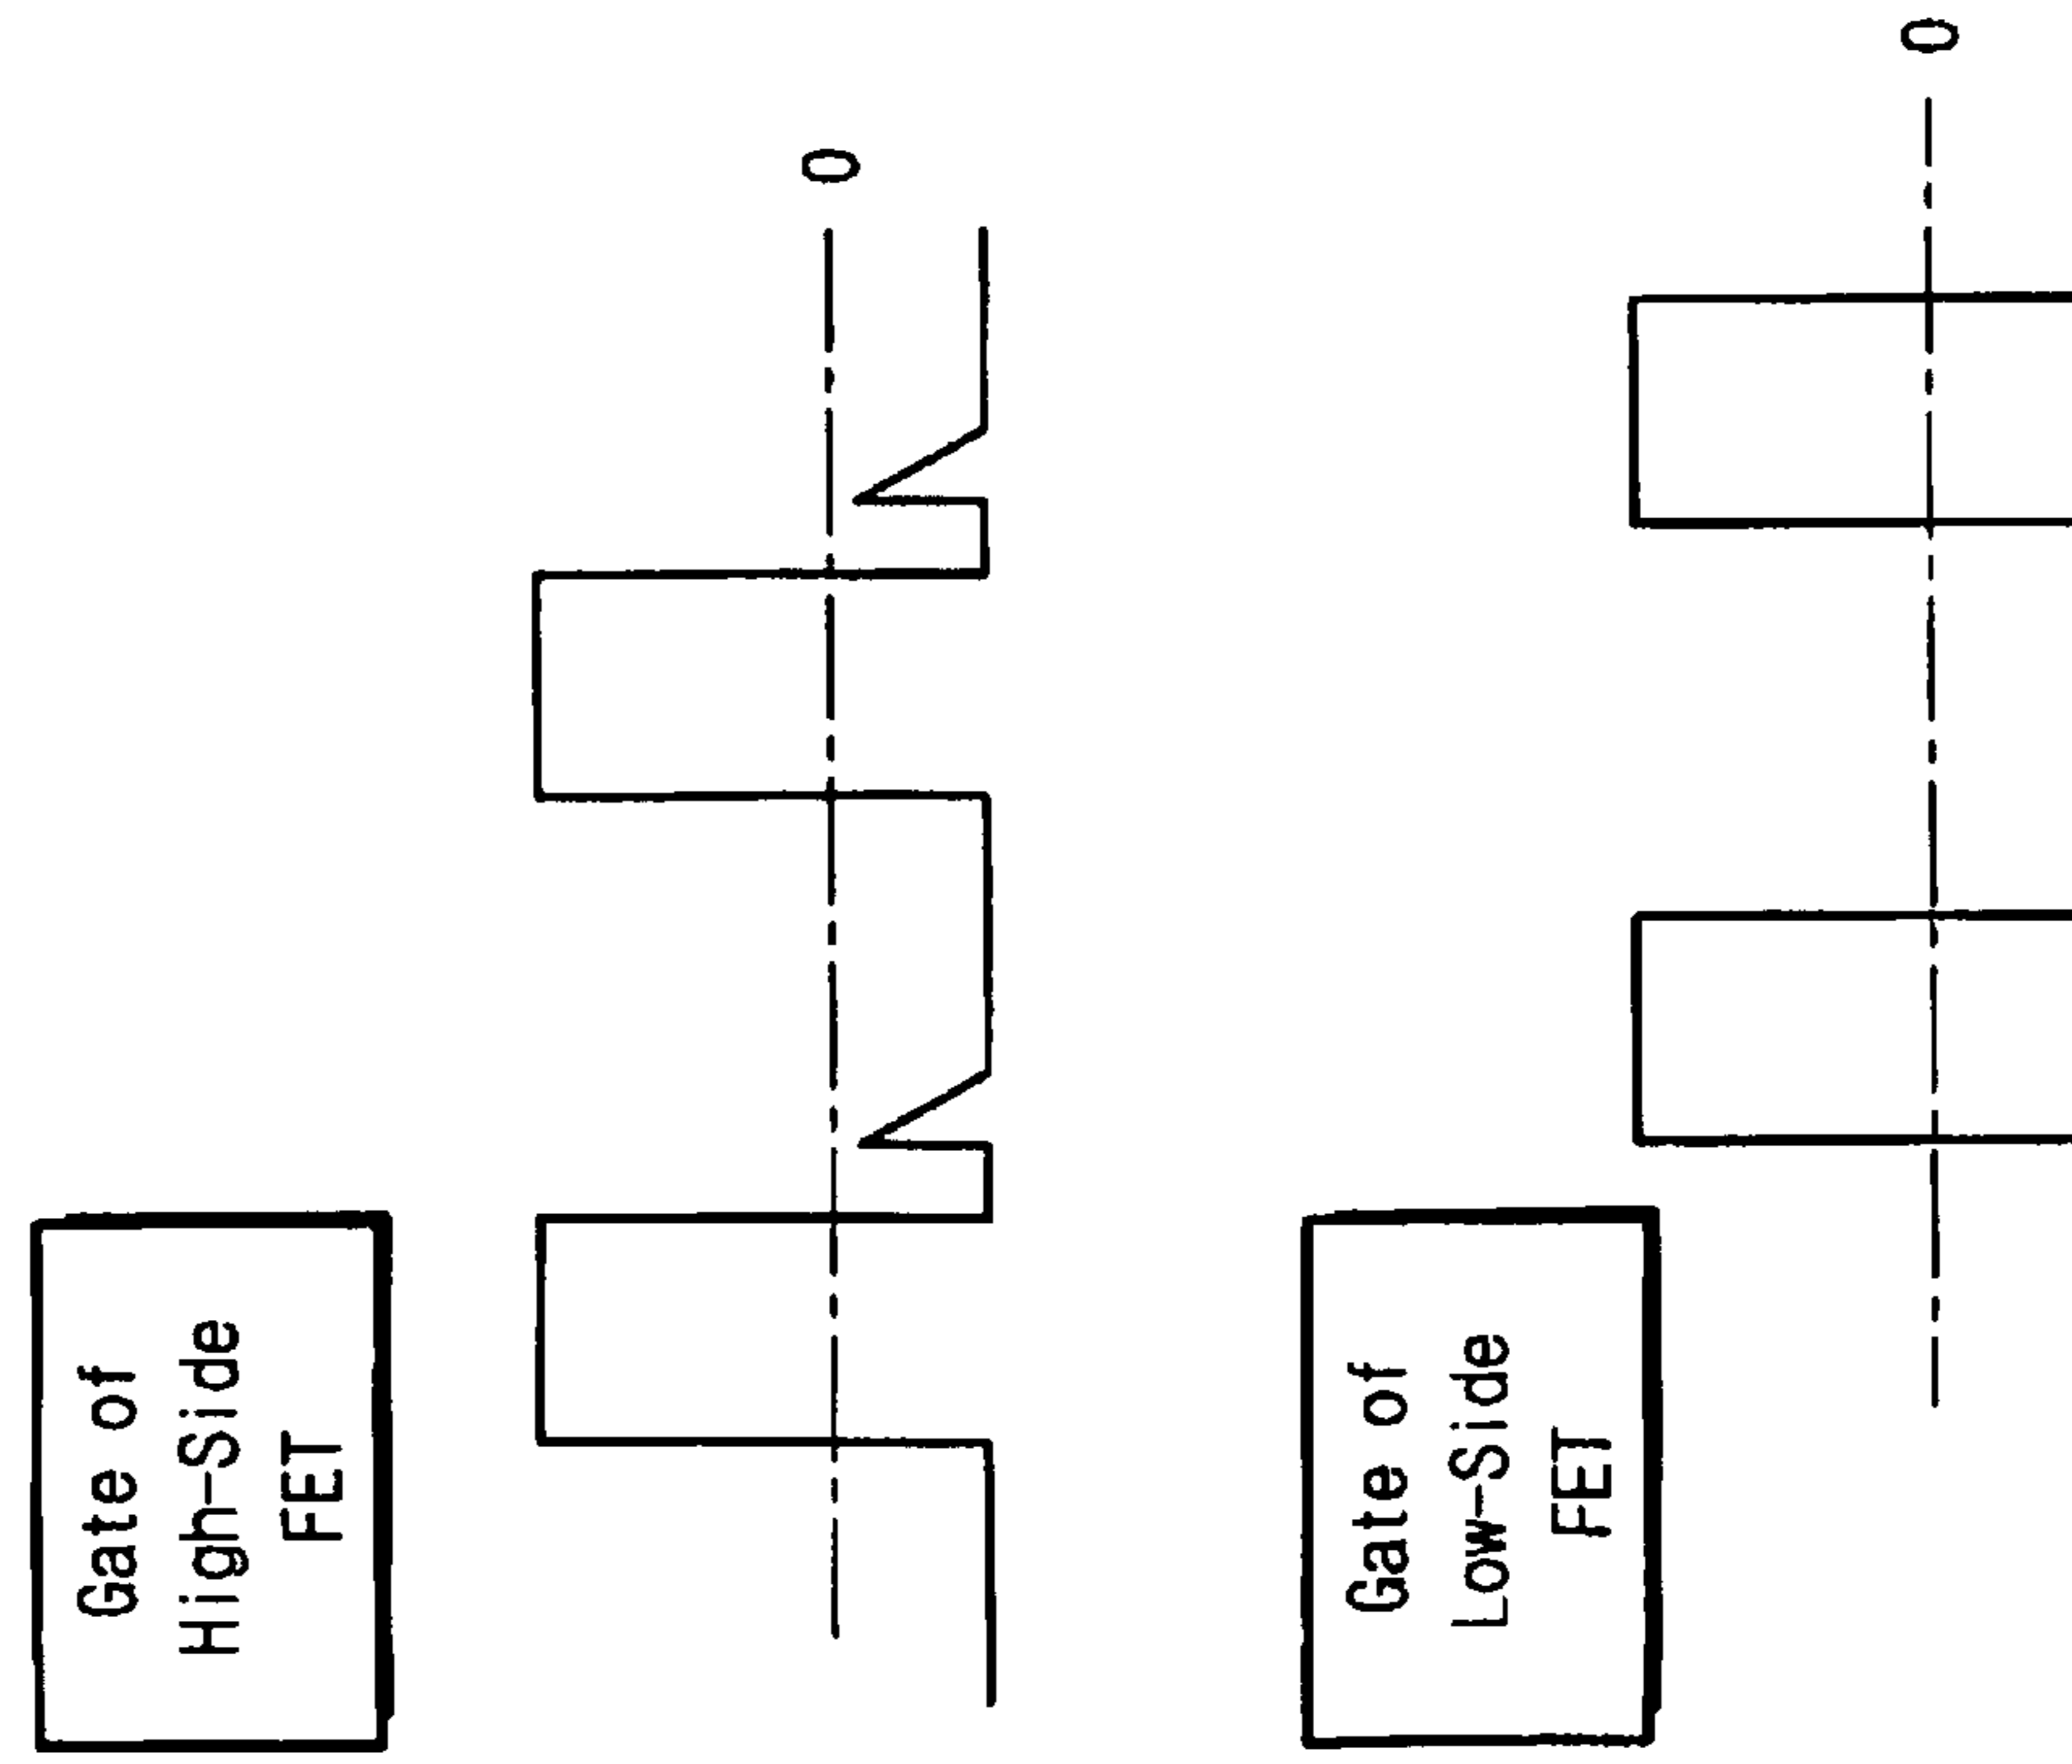 Gate of
High-Side
FET
0
Gate of
Low-Side
FET
0